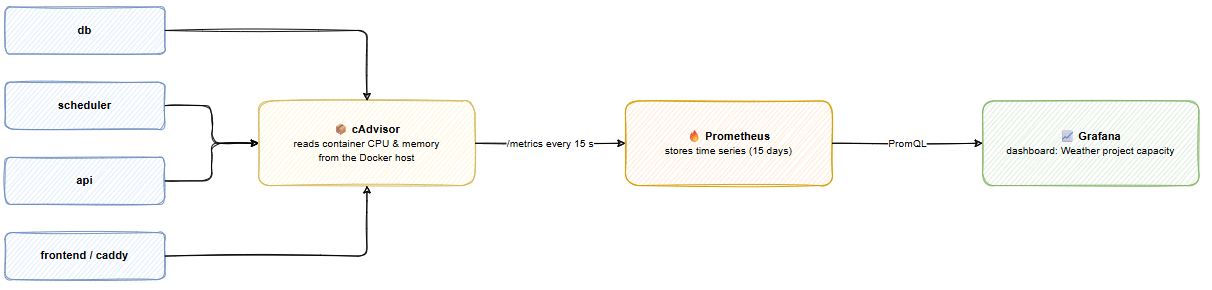 db
scheduler
api
frontend / caddy
📦 cAdvisor
reads container CPU & memory
from the Docker host
/metrics every 15 s
🔥 Prometheus
stores time series (15 days)
PromQL
📈 Grafana
dashboard: Weather project capacity